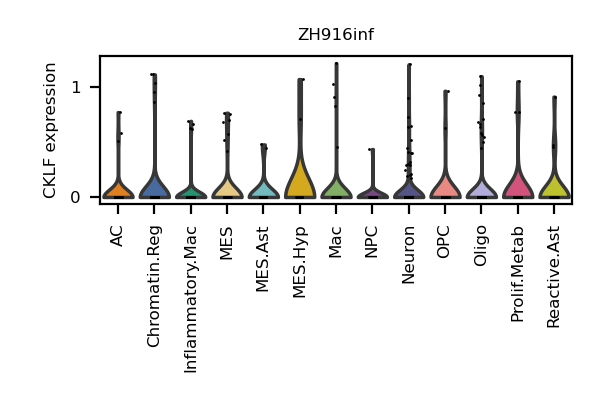 ZH916inf
CKLF expression
1
0
AC
Chromatin.Reg
Inflammatory.Mac
MES
MES.Ast
MES.Hyp
Mac
NPC
Neuron
OPC
Oligo
Prolif.Metab
Reactive.Ast